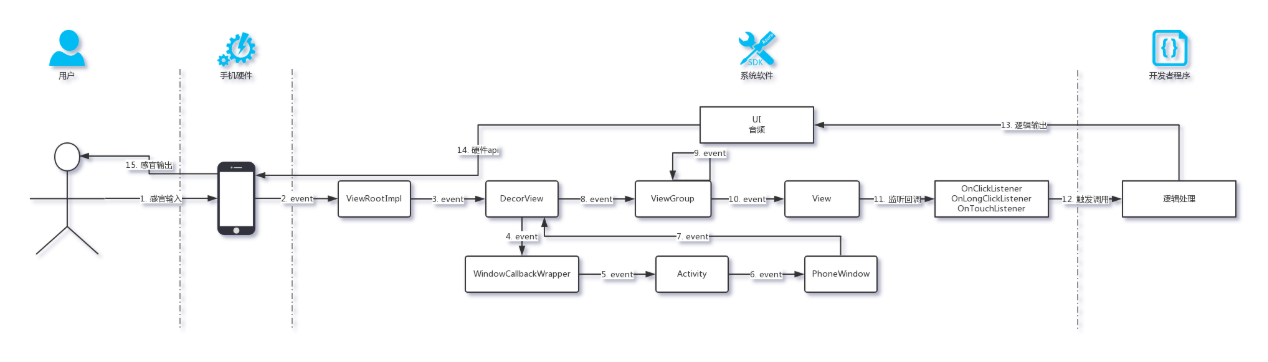 用户
手机硬件
SDK
系统软件
{}
开发者程序
UI
音频
13. 逻辑输出
14. 硬件api
9. event
15. 感官输出
1. 感官输入
2. event
ViewRootImpl
3. event
DecorView
8. event
ViewGroup
10. event
View
11. 监听回调
OnClickListener
OnLongClickListener
OnTouchListener
12. 触发调用
逻辑处理
4. event
7. event
WindowCallbackWrapper
5. event
Activity
6. event
PhoneWindow